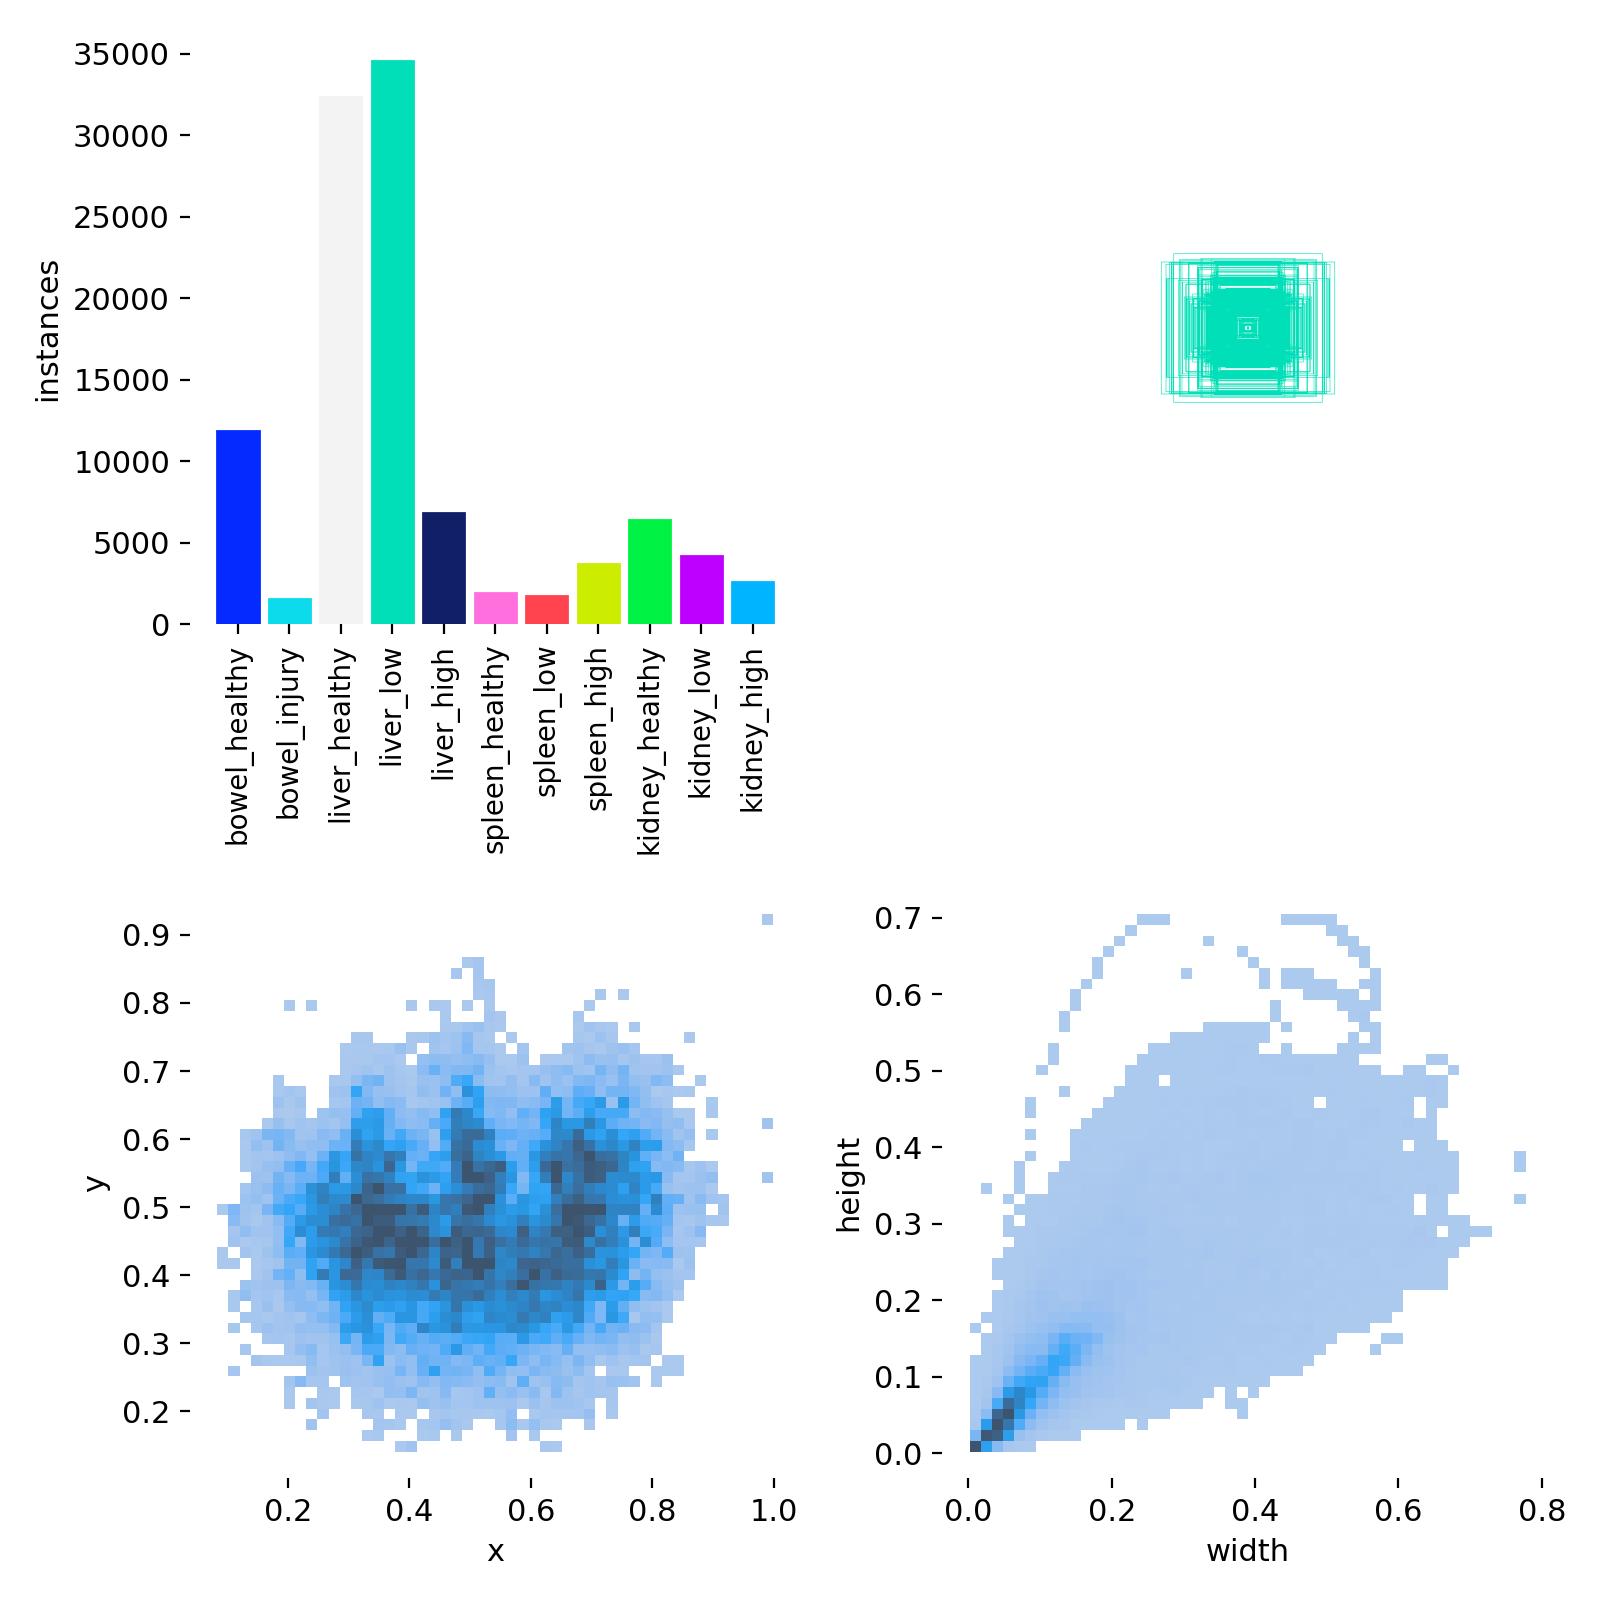 35000
30000
25000
20000
15000
10000
5000
0
instances
bowel_healthy
bowel_injury
liver_healthy
liver_low
liver_high
spleen_healthy
spleen_low
spleen_high
kidney_healthy
kidney_low
kidney_high
0.9
0.8
0.7
0.6
0.5
0.4
0.3
0.2
y
0.2 0.4 0.6 0.8 1.0
x
0.7
0.6
0.5
0.4
0.3
0.2
0.1
0.0
height
0.0 0.2 0.4 0.6 0.8
width